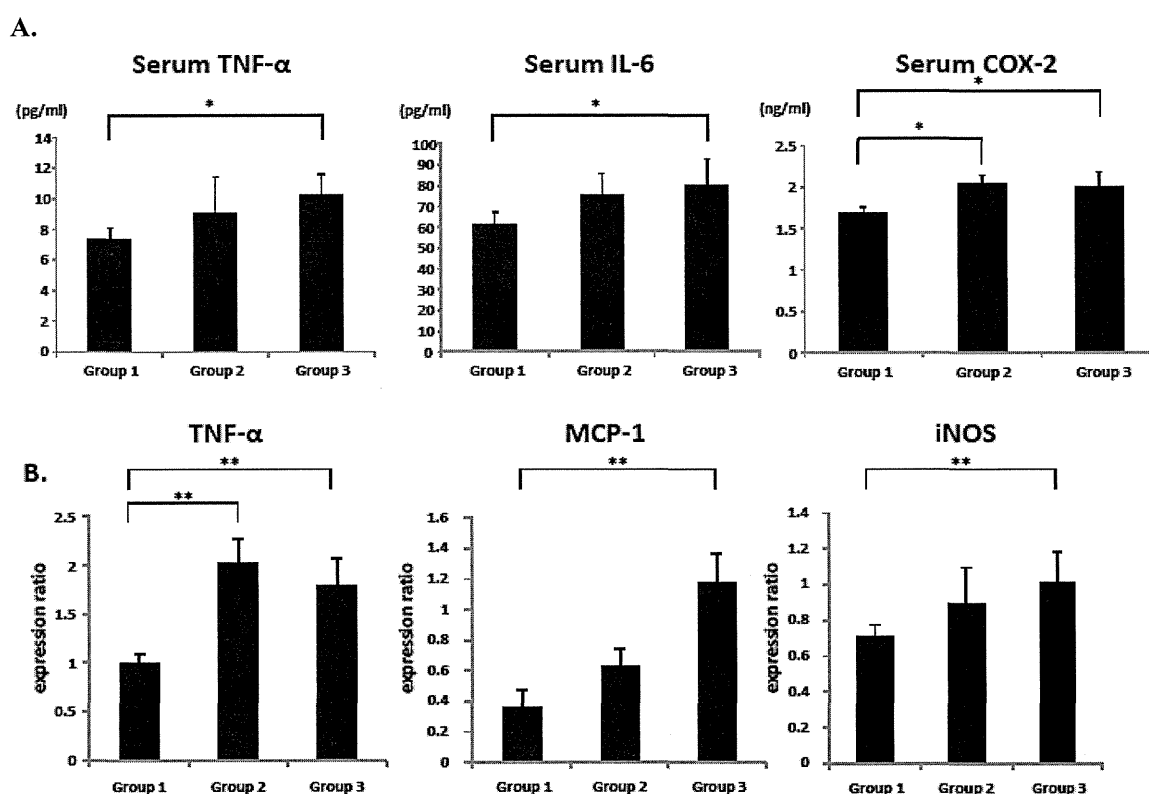 A.
Serum TNF-α
(pg/ml)
*
14
12
10
8
6
4
2
0
Group 1 Group 2 Group 3
Serum IL-6
(pg/ml)
*
100
90
80
70
60
50
40
30
20
10
0
Group 1 Group 2 Group 3
Serum COX-2
(ng/ml)
*
*
2.5
2
1.5
1
0.5
0
Group 1 Group 2 Group 3
B.
TNF-α
**
**
expression ratio
2.5
2
1.5
1
0.5
0
Group 1 Group 2 Group 3
MCP-1
**
expression ratio
1.6
1.4
1.2
1
0.8
0.6
0.4
0.2
0
Group 1 Group 2 Group 3
iNOS
**
expression ratio
1.4
1.2
1
0.8
0.6
0.4
0.2
0
Group 1 Group 2 Group 3